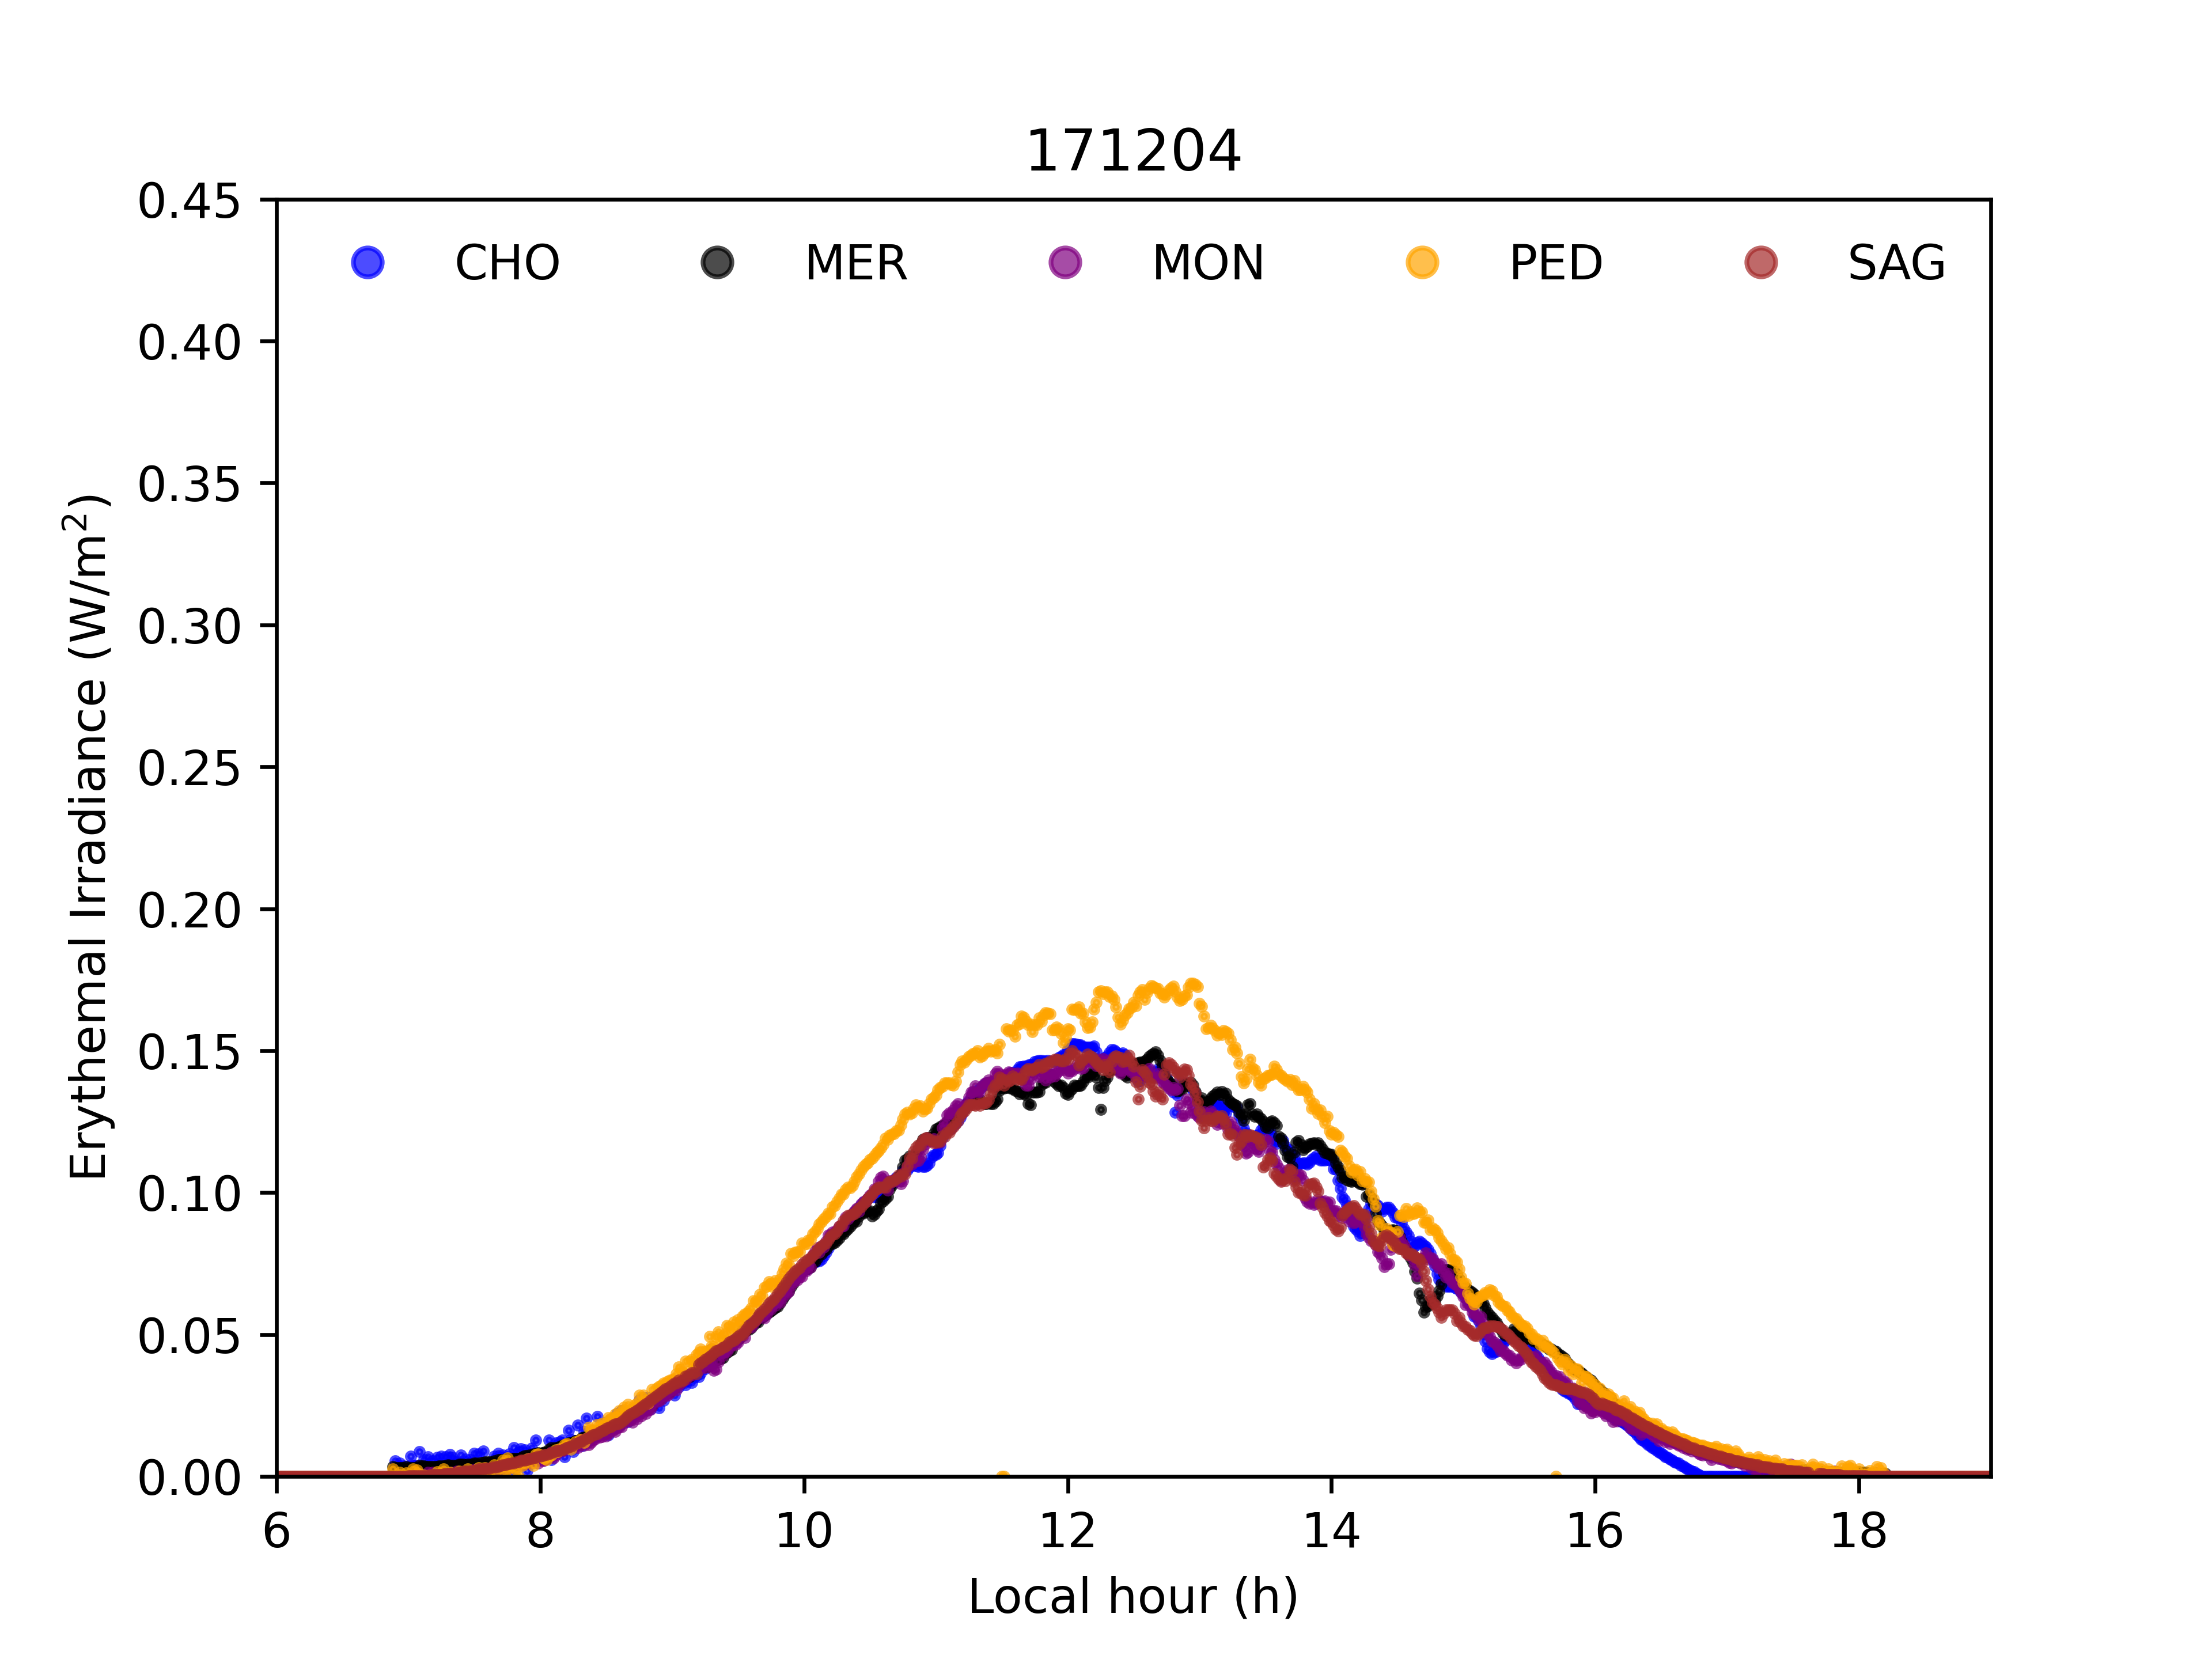 171204
CHO MER MON PED SAG
Erythemal Irradiance (W/m²)
0.45
0.40
0.35
0.30
0.25
0.20
0.15
0.10
0.05
0.00
6 8 10 12 14 16 18
Local hour (h)